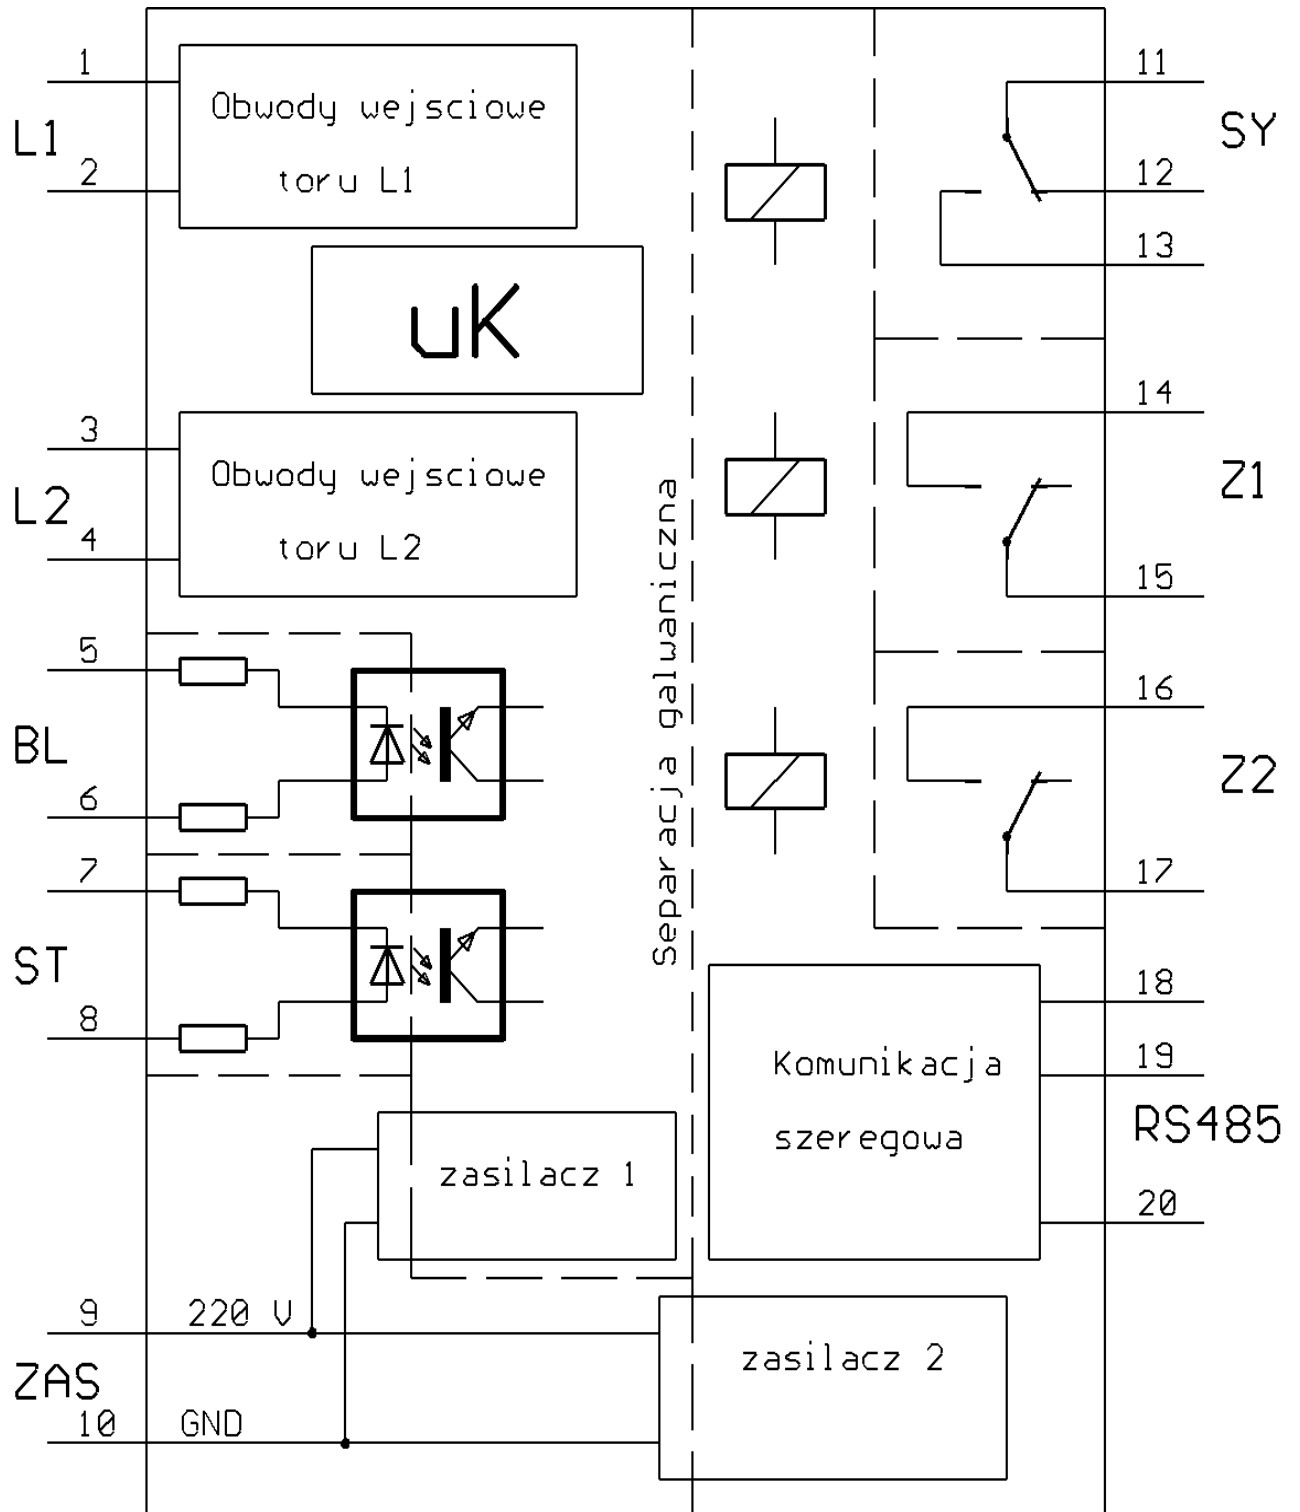 1
L1
2
Obwody wejsciowe
toru L1
uK
3
L2
4
Obwody wejsciowe
toru L2
5
BL
6
7
ST
8
zasilacz 1
9
220 V
ZAS
10
GND
zasilacz 2
Separacja galwaniczna
11
SY
12
13
14
Z1
15
16
Z2
17
18
19
Komunikacja
szeregowa
RS485
20